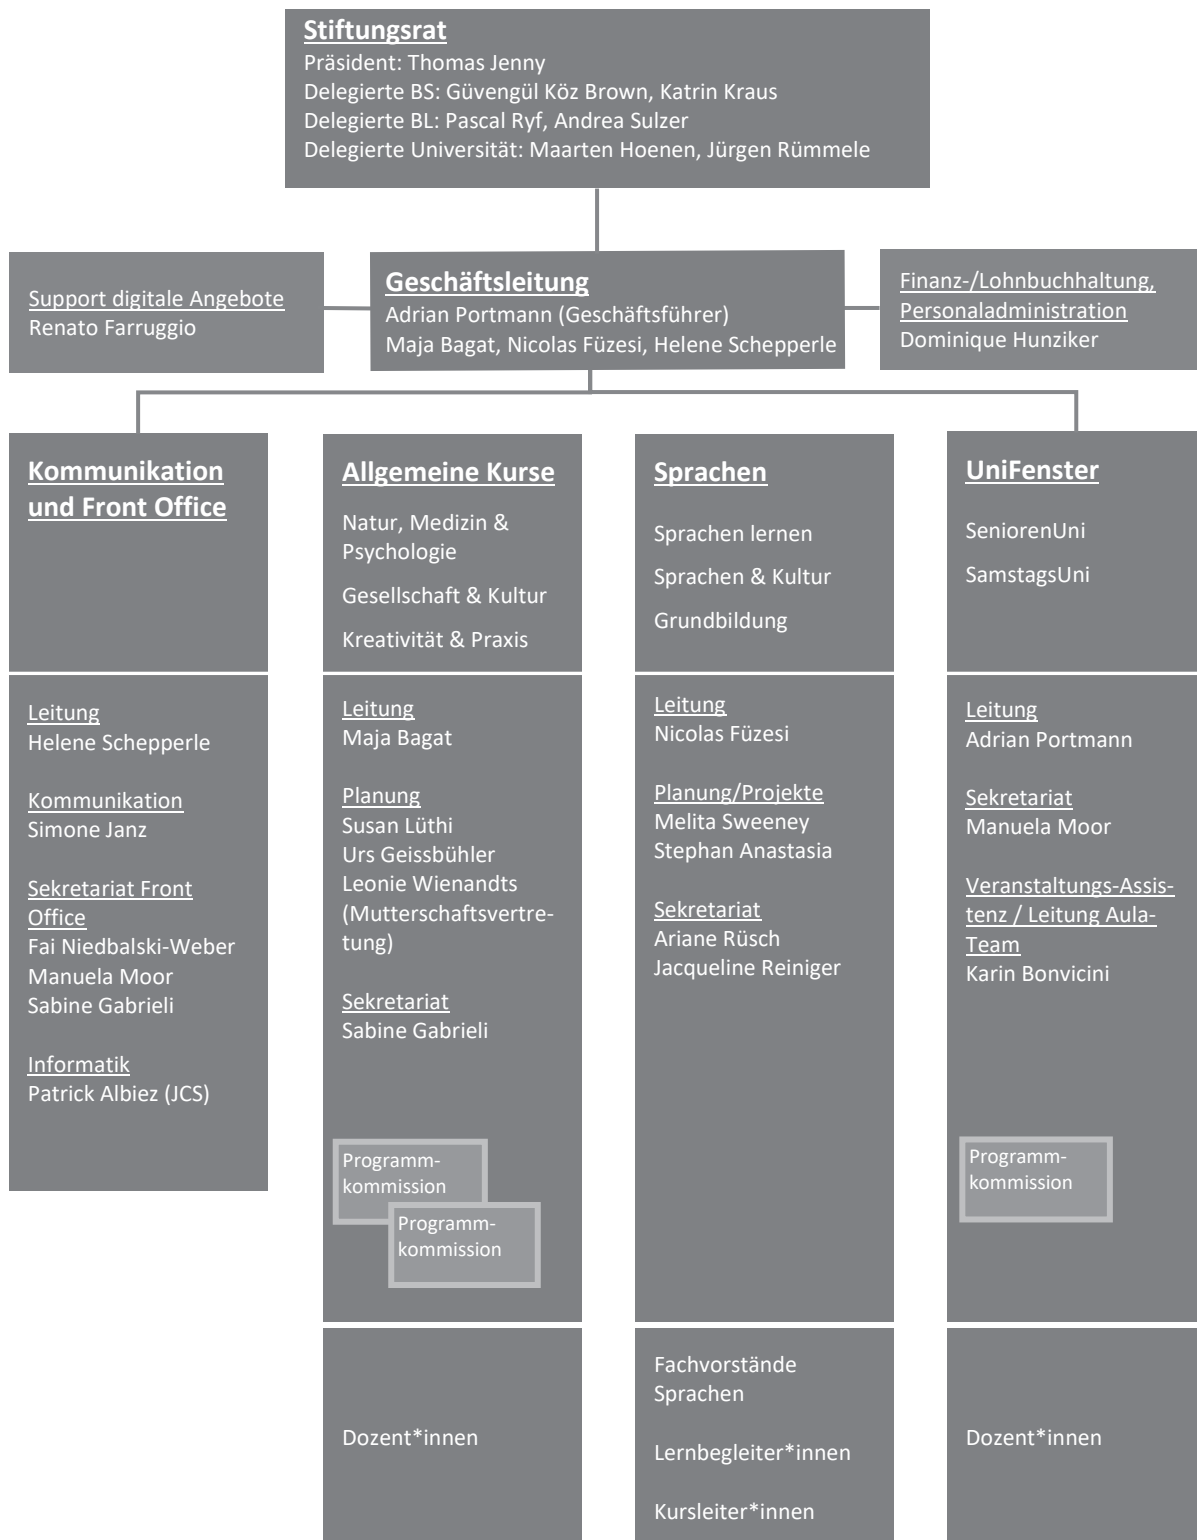 Stiftungsrat
Präsident: Thomas Jenny
Delegierte BS: Güvengül Köz Brown, Katrin Kraus
Delegierte BL: Pascal Ryf, Andrea Sulzer
Delegierte Universität: Maarten Hoenen, Jürgen Rümmele
Support digitale Angebote
Renato Farruggio
Geschäftsleitung
Adrian Portmann (Geschäftsführer)
Maja Bagat, Nicolas Füzesi, Helene Schepperle
Finanz-/Lohnbuchhaltung,
Personaladministration
Dominique Hunziker
Kommunikation
und Front Office
Leitung
Helene Schepperle
Kommunikation
Simone Janz
Sekretariat Front
Office
Fai Niedbalski-Weber
Manuela Moor
Sabine Gabrieli
Informatik
Patrick Albiez (JCS)
Allgemeine Kurse
Natur, Medizin &
Psychologie
Gesellschaft & Kultur
Kreativität & Praxis
Leitung
Maja Bagat
Planung
Susan Lüthi
Urs Geissbühler
Leonie Wienandts
(Mutterschaftsvertre-
tung)
Sekretariat
Sabine Gabrieli
Programm-
kommission
Programm-
kommission
Dozent*innen
Sprachen
Sprachen lernen
Sprachen & Kultur
Grundbildung
Leitung
Nicolas Füzesi
Planung/Projekte
Melita Sweeney
Stephan Anastasia
Sekretariat
Ariane Rüsch
Jacqueline Reiniger
Fachvorstände
Sprachen
Lernbegleiter*innen
Kursleiter*innen
UniFenster
SeniorenUni
SamstagsUni
Leitung
Adrian Portmann
Sekretariat
Manuela Moor
Veranstaltungs-Assis-
tenz / Leitung Aula-
Team
Karin Bonvicini
Programm-
kommission
Dozent*innen